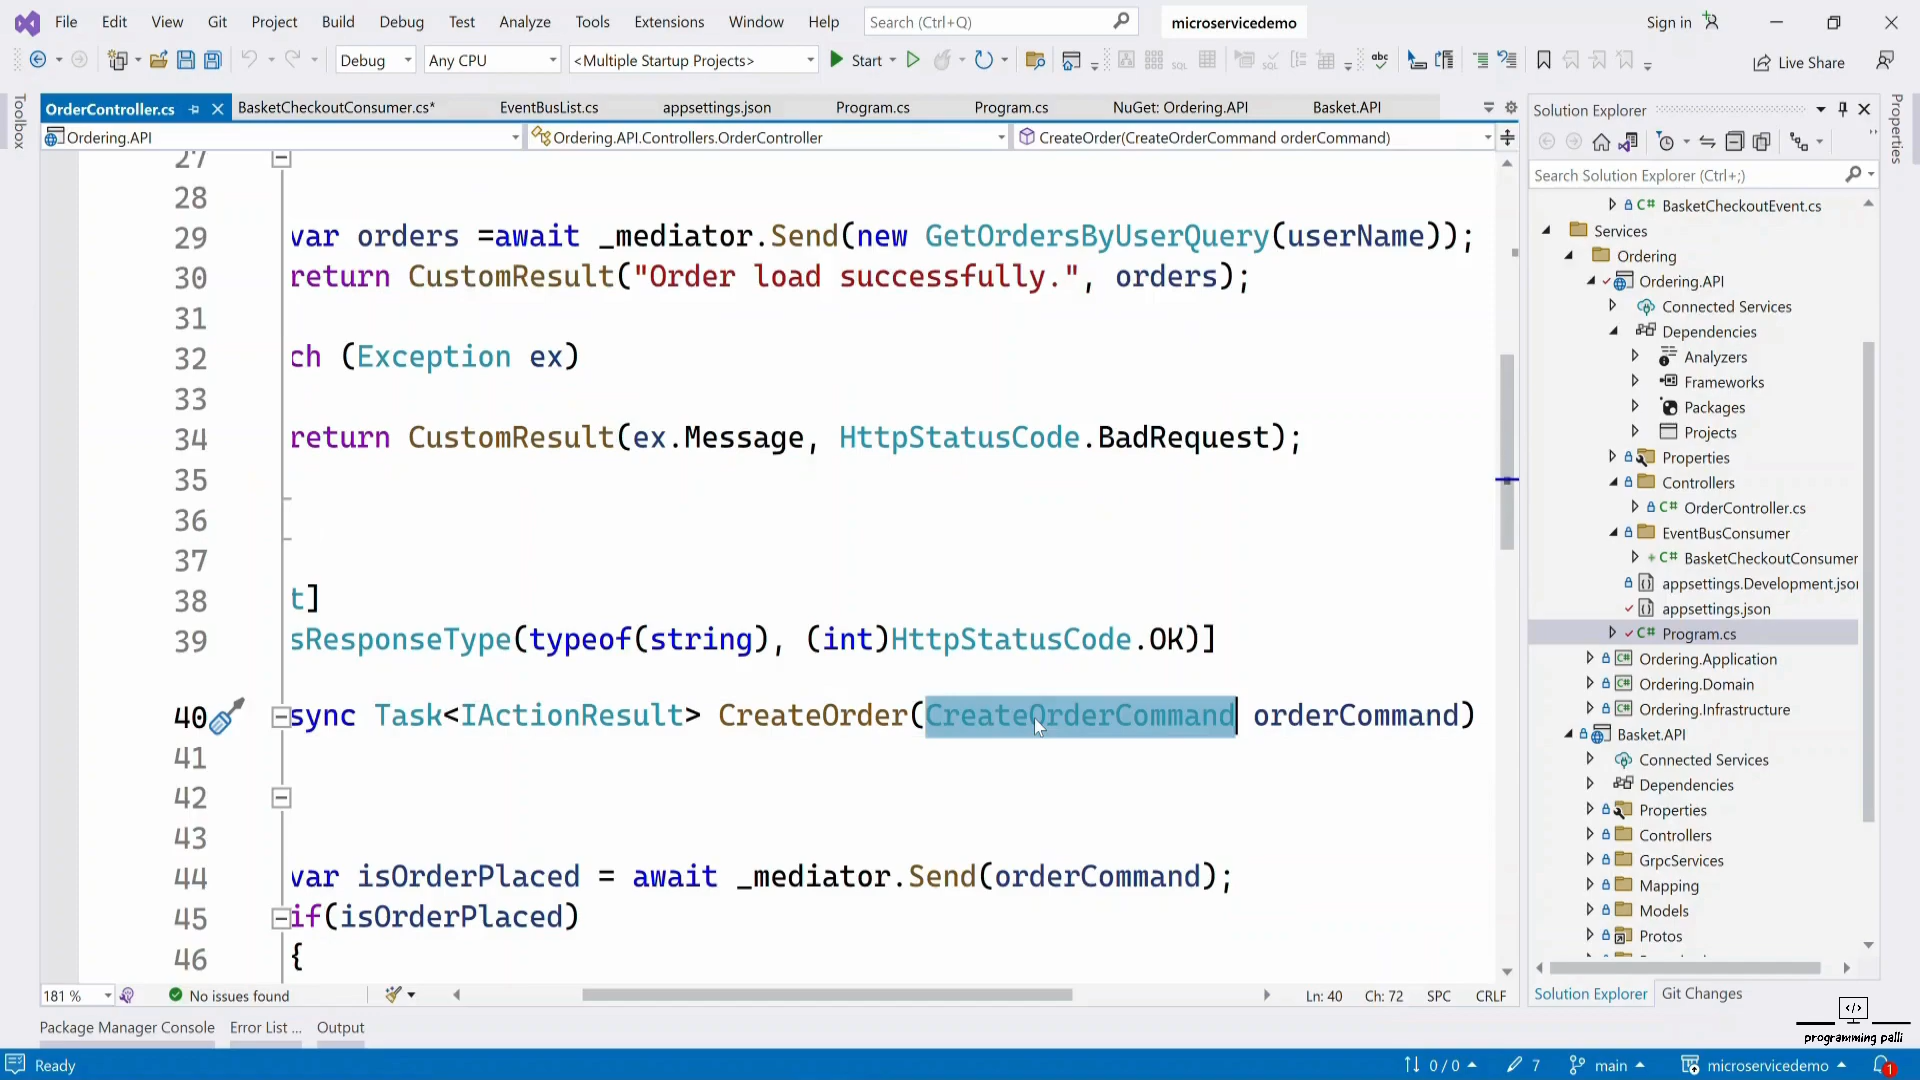 File Edit View Git Project Build Debug Test Analyze Tools Extensions Window Help Search (Ctrl+Q) microservicedemo Sign in
Debug Any CPU <Multiple Startup Projects> Start Live Share
Toolbox
OrderController.cs BasketCheckoutConsumer.cs* EventBusList.cs appsettings.json Program.cs Program.cs NuGet: Ordering.API Basket.API
Ordering.API Ordering.API.Controllers.OrderController CreateOrder(CreateOrderCommand orderCommand)
27
28
29 var orders =await _mediator.Send(new GetOrdersByUserQuery(userName));
30 return CustomResult("Order load successfully.", orders);
31
32 ch (Exception ex)
33
34 return CustomResult(ex.Message, HttpStatusCode.BadRequest);
35
36
37
38 t]
39 sResponseType(typeof(string), (int)HttpStatusCode.OK)]
40 sync Task<IActionResult> CreateOrder(CreateOrderCommand orderCommand)
41
42
43
44 var isOrderPlaced = await _mediator.Send(orderCommand);
45 if(isOrderPlaced)
46 {
181 % No issues found Ln: 40 Ch: 72 SPC CRLF
Package Manager Console Error List ... Output
Solution Explorer
Search Solution Explorer (Ctrl+;)
BasketCheckoutEvent.cs
Services
Ordering
Ordering.API
Connected Services
Dependencies
Analyzers
Frameworks
Packages
Projects
Properties
Controllers
OrderController.cs
EventBusConsumer
BasketCheckoutConsumer
appsettings.Development.json
appsettings.json
Program.cs
Ordering.Application
Ordering.Domain
Ordering.Infrastructure
Basket.API
Connected Services
Dependencies
Properties
Controllers
GrpcServices
Mapping
Models
Protos
Solution Explorer Git Changes
Properties
programming palli
Ready 0 / 0 7 main microservicedemo 1